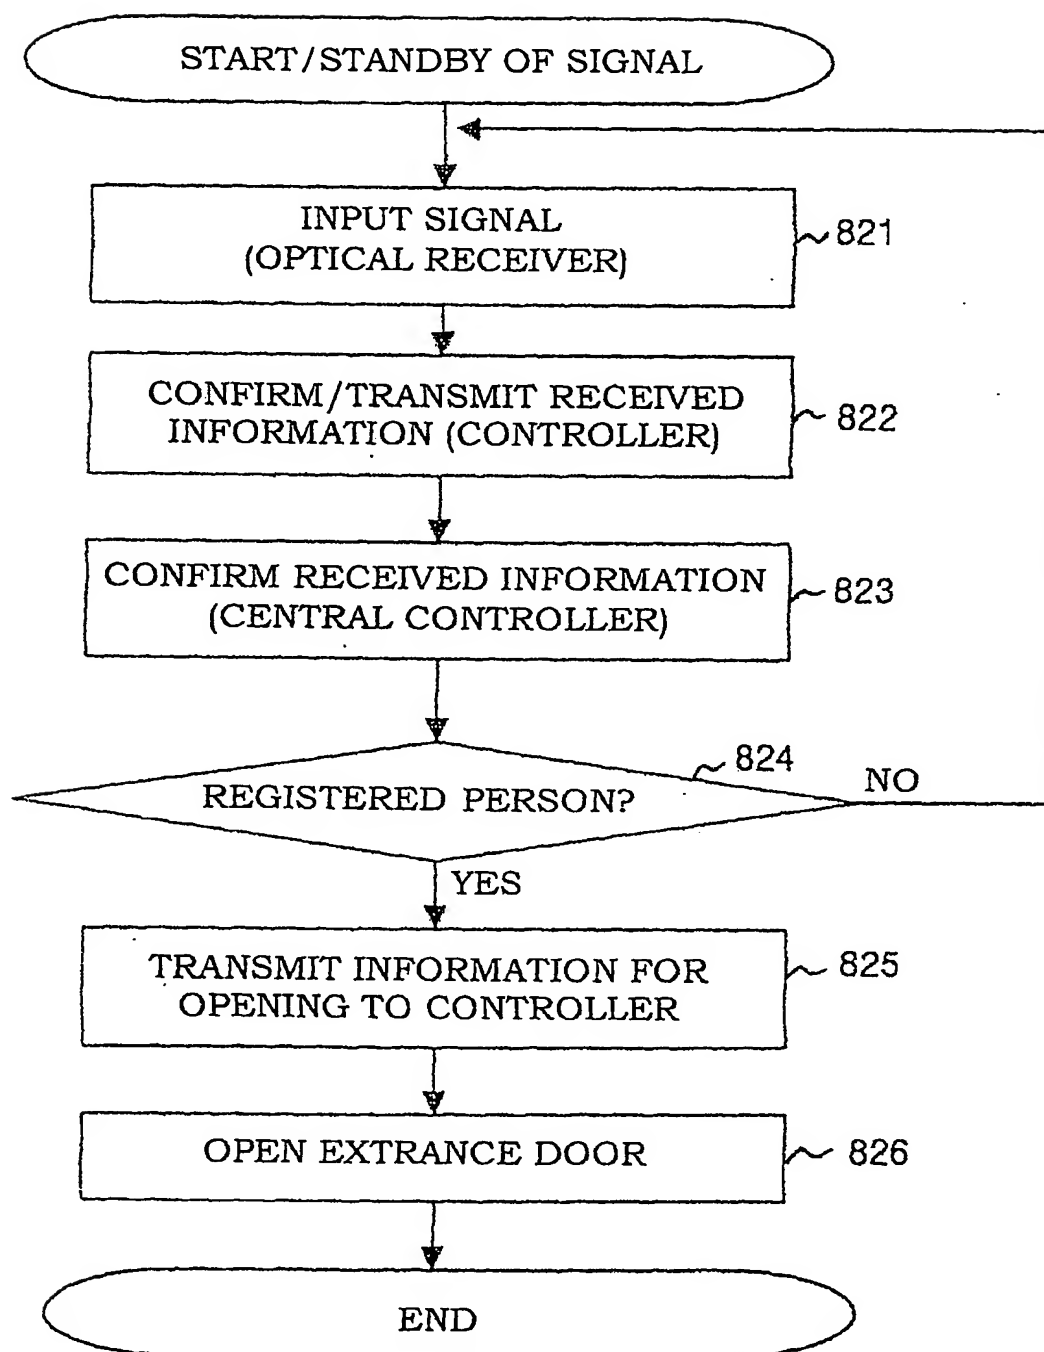 START/STANDBY OF SIGNAL
INPUT SIGNAL
(OPTICAL RECEIVER)
821
CONFIRM/TRANSMIT RECEIVED
INFORMATION (CONTROLLER)
822
CONFIRM RECEIVED INFORMATION
(CENTRAL CONTROLLER)
823
824
REGISTERED PERSON?
NO
YES
TRANSMIT INFORMATION FOR
OPENING TO CONTROLLER
825
OPEN EXTRANCE DOOR
826
END